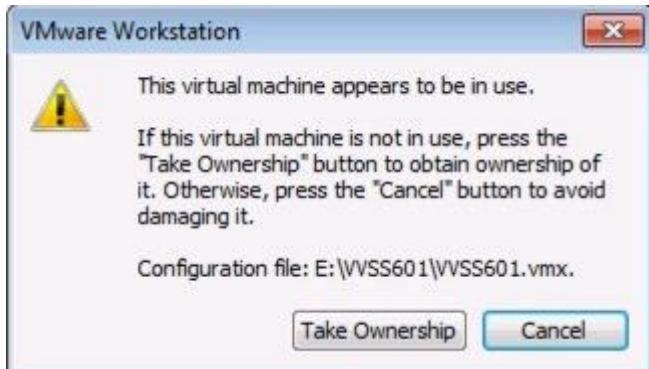 VMware Workstation
This virtual machine appears to be in use.
If this virtual machine is not in use, press the
"Take Ownership" button to obtain ownership of
it. Otherwise, press the "Cancel" button to avoid
damaging it.
Configuration file: E:\VVSS601\VVSS601.vmx.
Take Ownership
Cancel